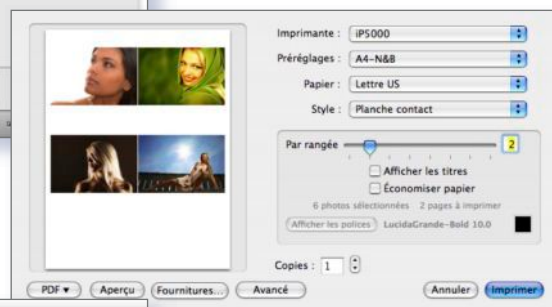 Imprimante : iP5000
Préréglages : A4-N&B
Papier : Lettre US
Style : Planche contact
Par rangée 2
Afficher les titres
Économiser papier
6 photos sélectionnées 2 pages à imprimer
Afficher les polices LucidaGrande-Bold 10.0
Copies : 1
PDF ▾ Aperçu Fournitures... Avancé Annuler Imprimer